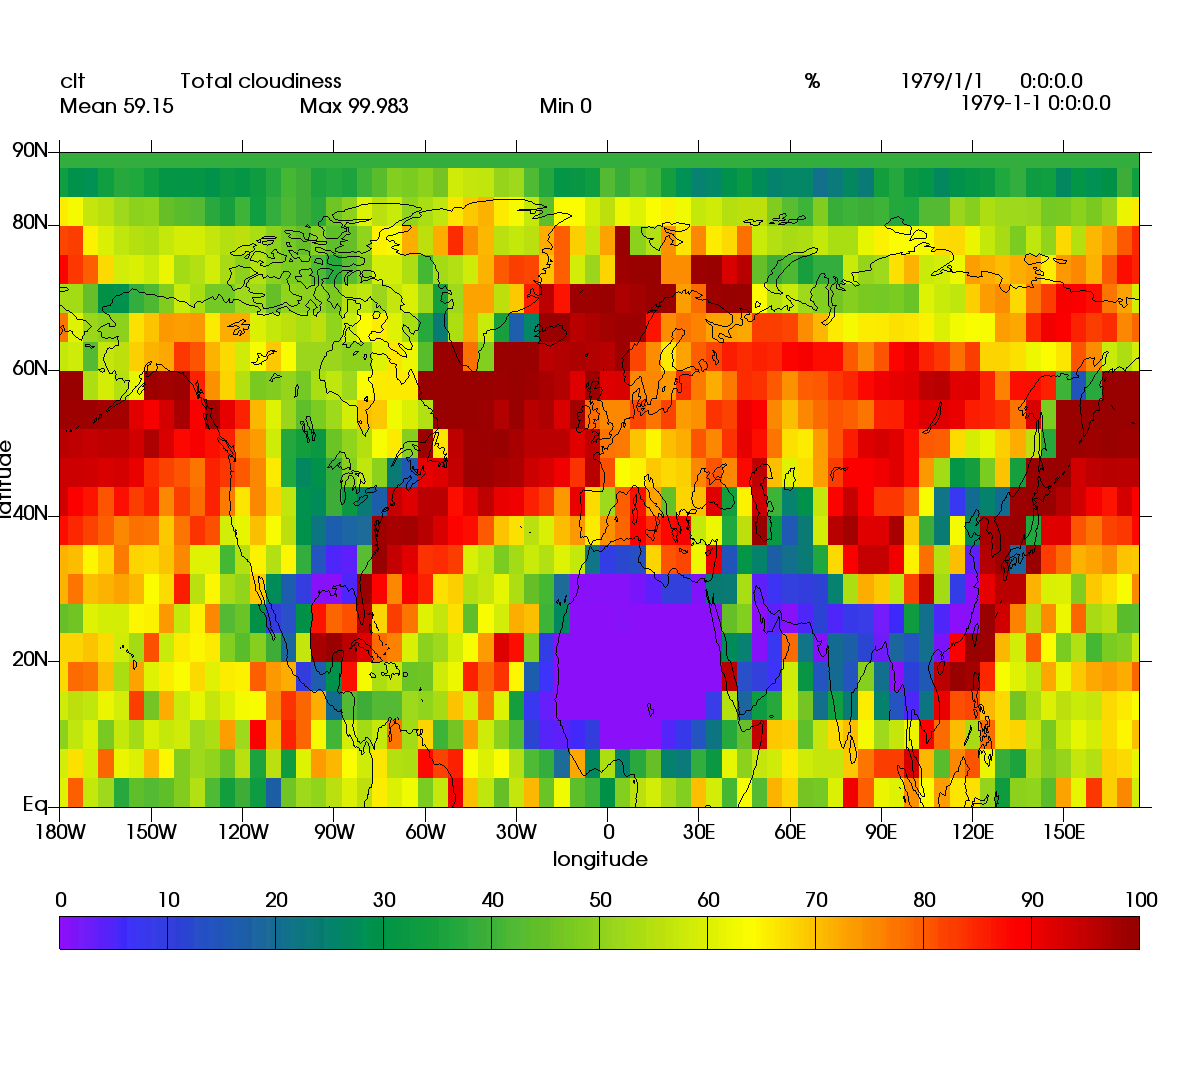 clt Total cloudiness % 1979/1/1 0:0:0.0
Mean 59.15 Max 99.983 Min 0 1979-1-1 0:0:0.0
90N
80N
60N
latitude
40N
20N
Eq
180W 150W 120W 90W 60W 30W 0 30E 60E 90E 120E 150E
longitude
0 10 20 30 40 50 60 70 80 90 100